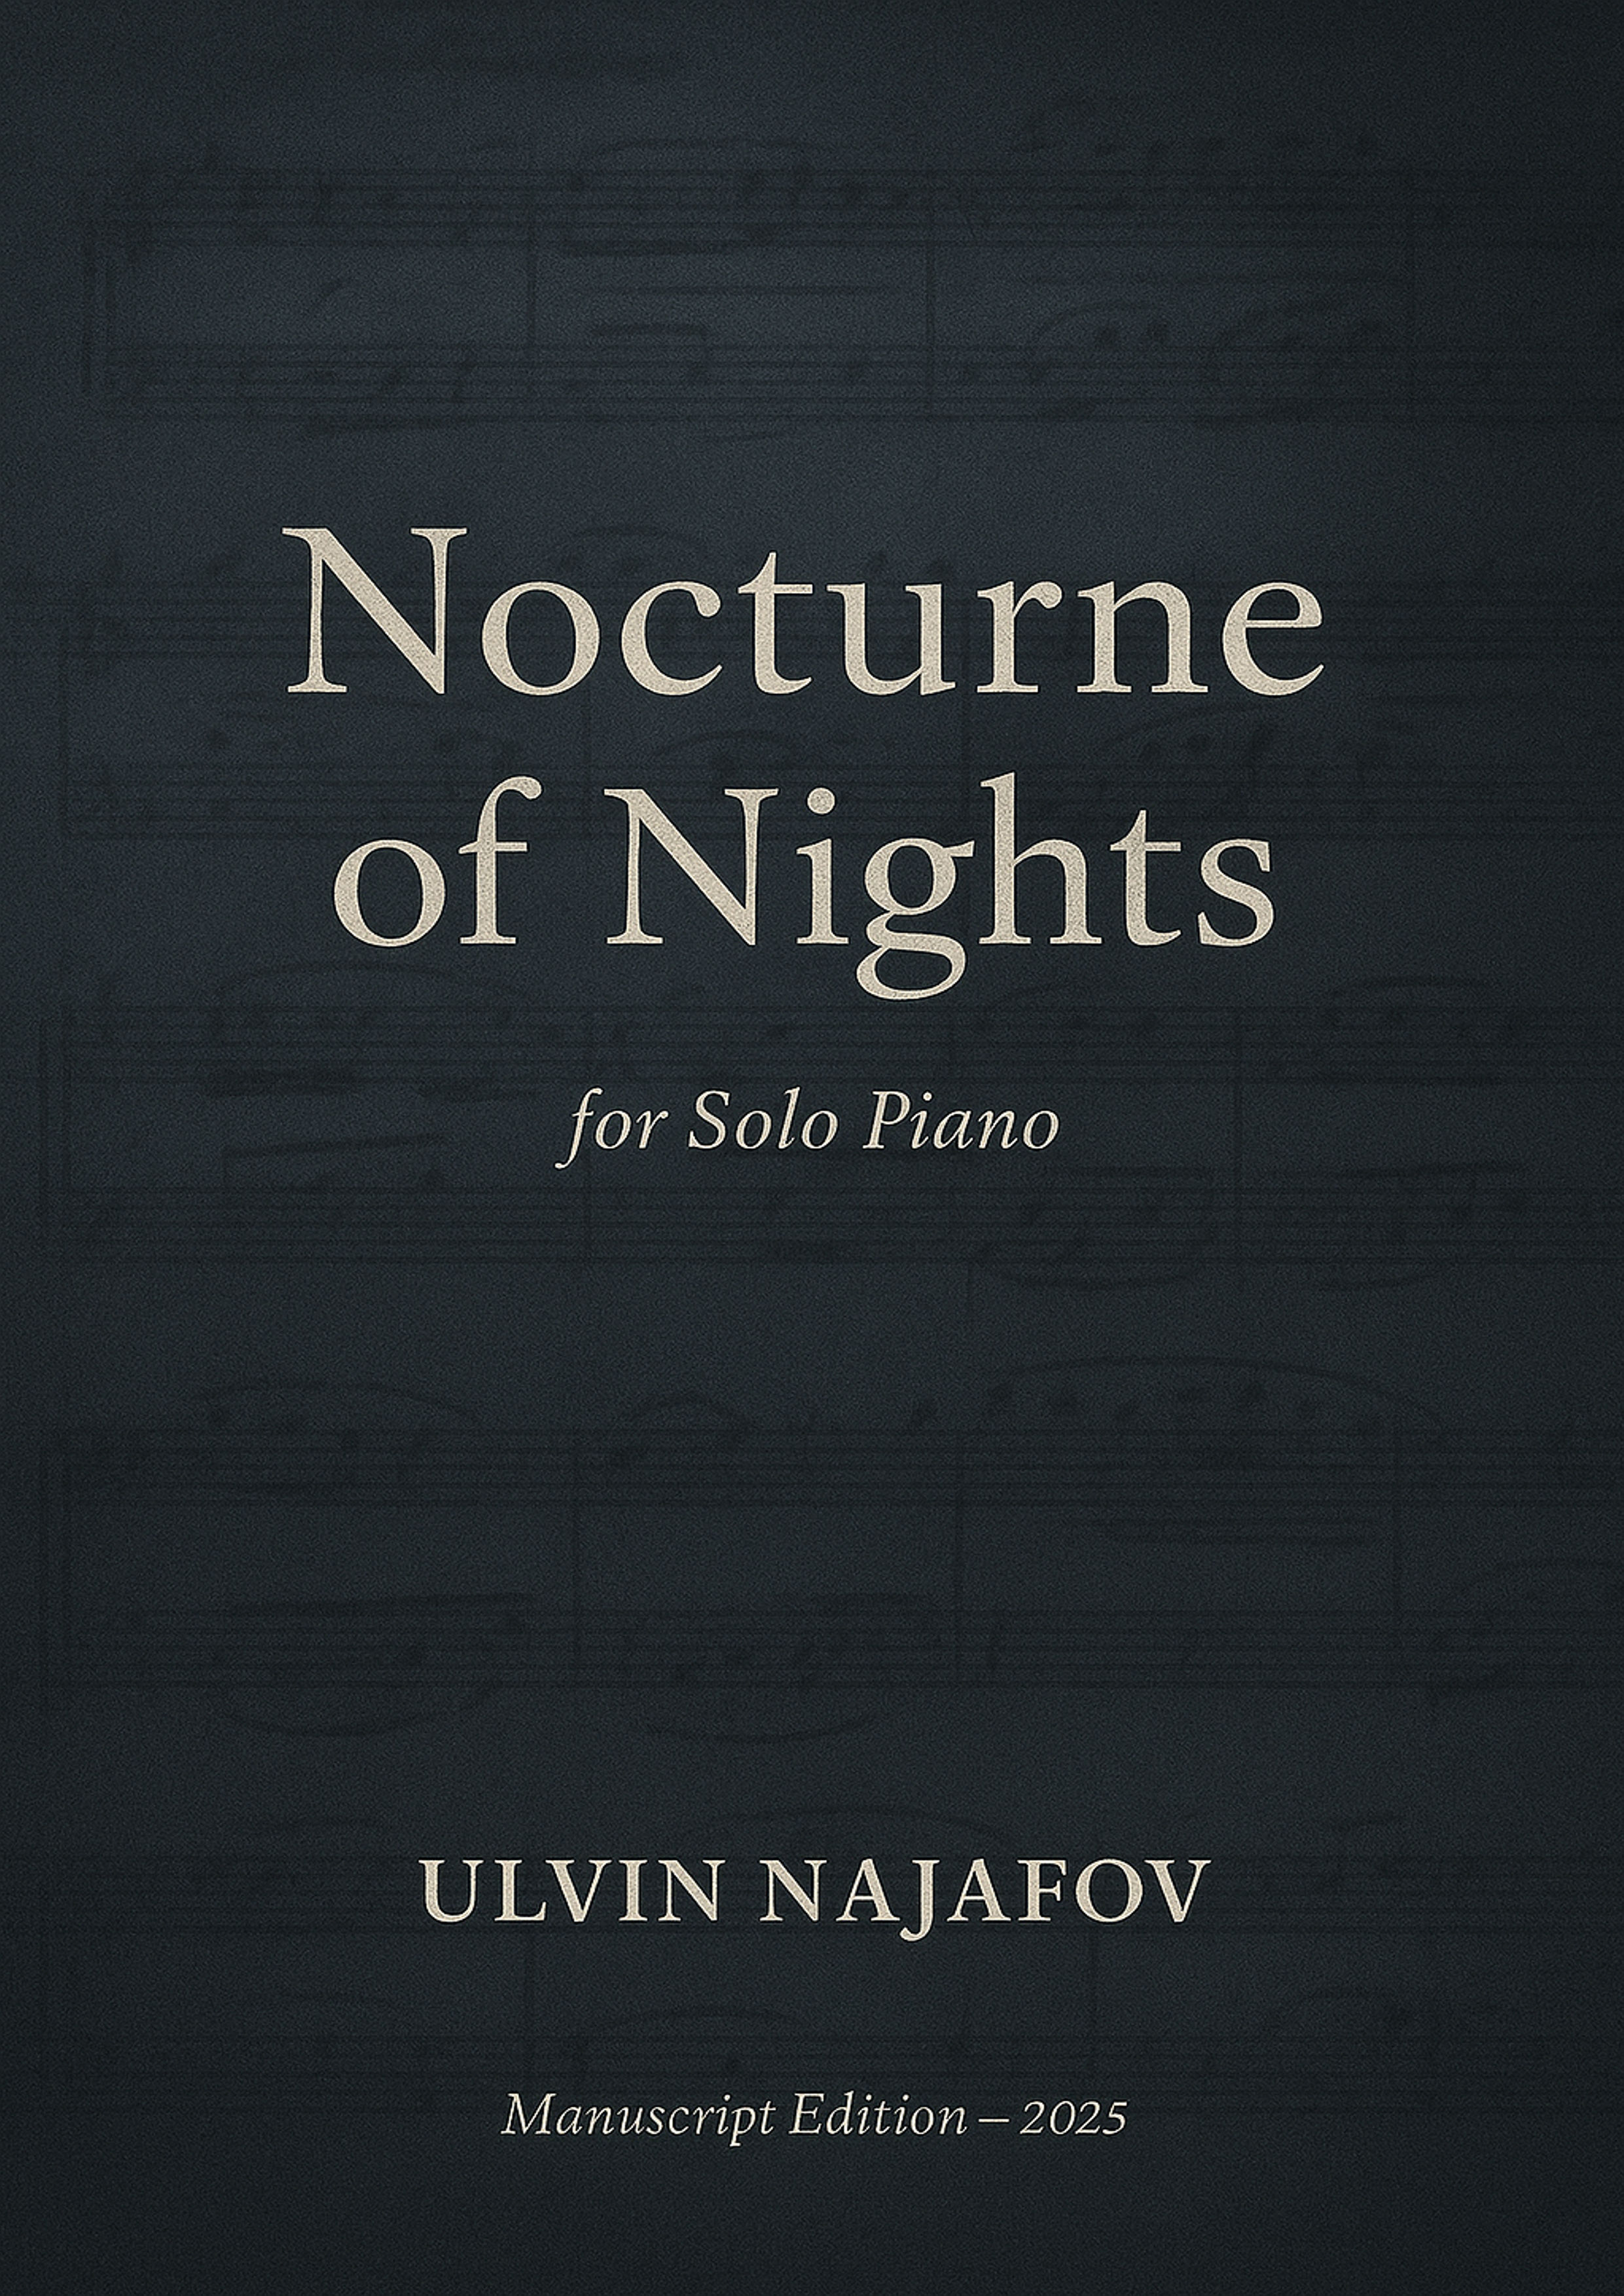 Nocturne
of Nights
for Solo Piano
ULVIN NAJAFOV
Manuscript Edition – 2025